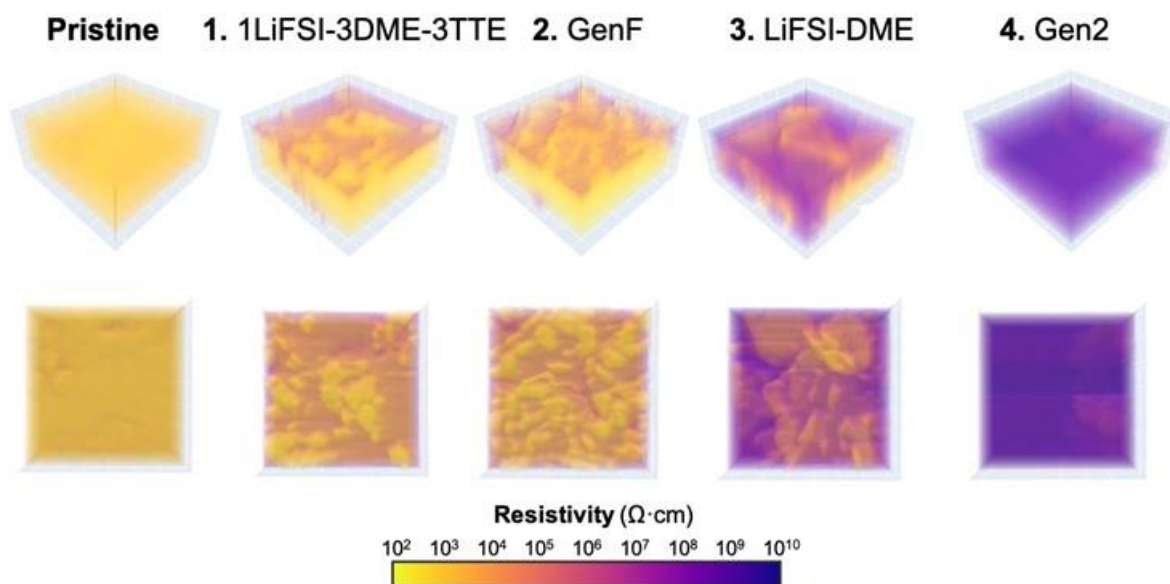 Pristine 1. 1LiFSI-3DME-3TTE 2. GenF 3. LiFSI-DME 4. Gen2
Resistivity (Ω·cm)
10² 10³ 10⁴ 10⁵ 10⁶ 10⁷ 10⁸ 10⁹ 10¹⁰